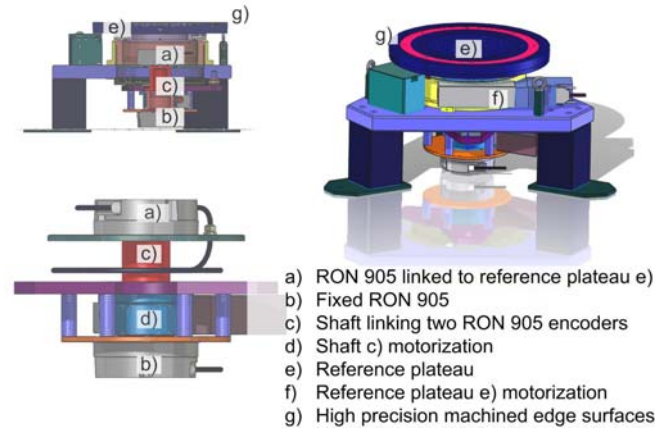 g)
e)
a)
c)
b)
g)
e)
f)
a)
c)
d)
b)
a) RON 905 linked to reference plateau e)
b) Fixed RON 905
c) Shaft linking two RON 905 encoders
d) Shaft c) motorization
e) Reference plateau
f) Reference plateau e) motorization
g) High precision machined edge surfaces